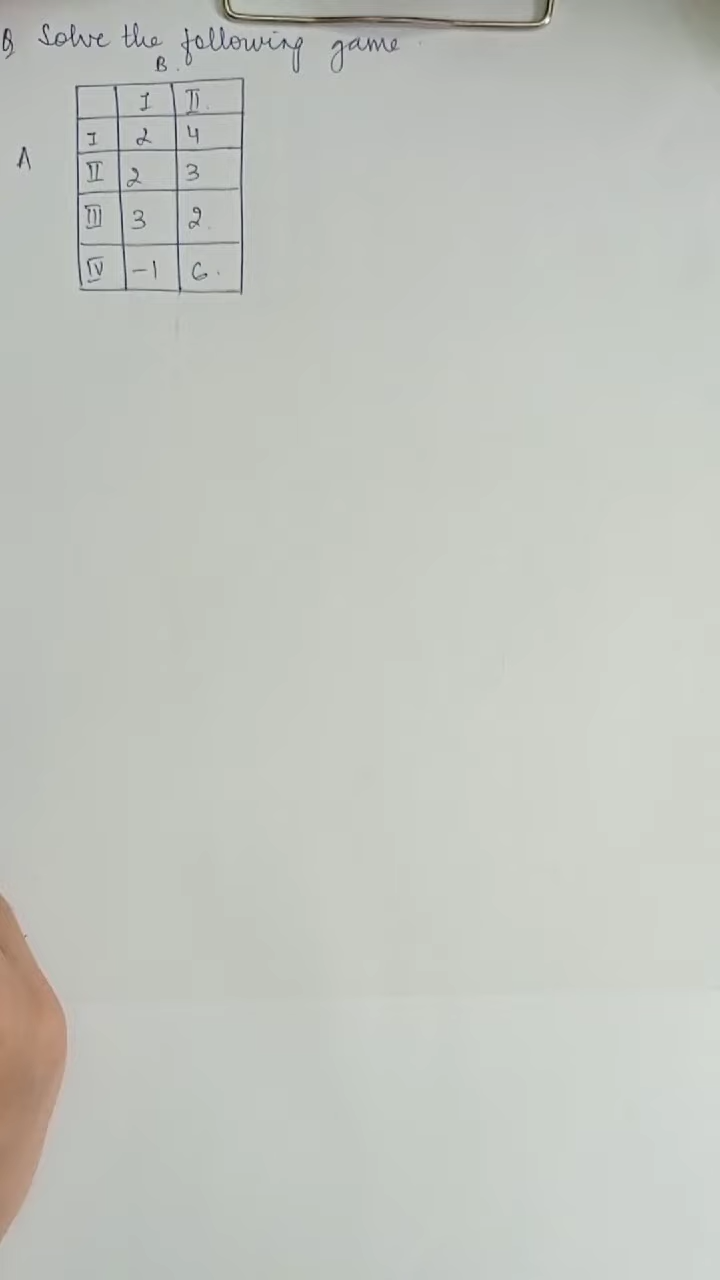 Q Solve the following game.
B.
I II.
A
I 2 4
II 2 3
III 3 2.
IV -1 6.